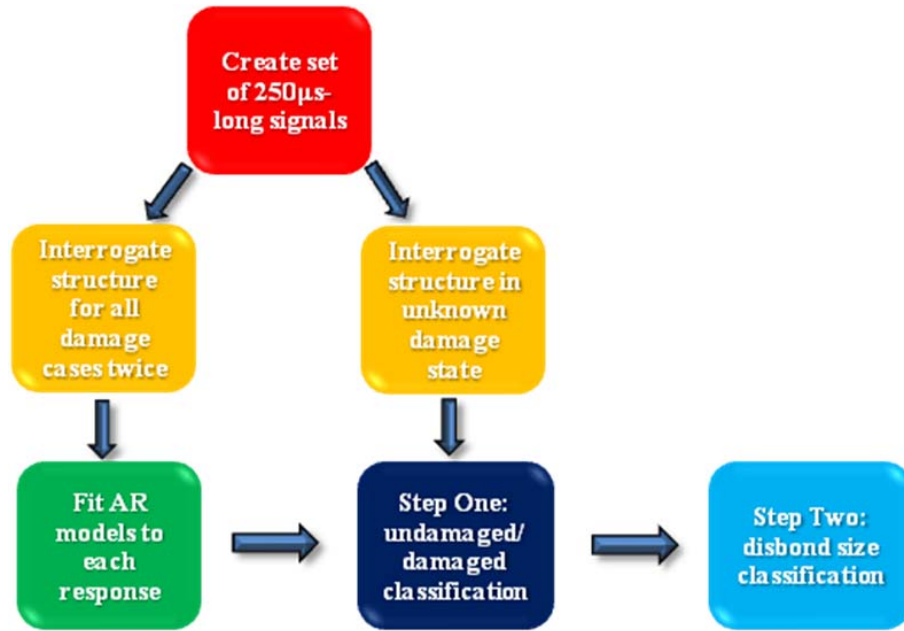 Create set
of 250µs-
long signals
Interrogate
structure
for all
damage
cases twice
Interrogate
structure in
unknown
damage
state
Fit AR
models to
each
response
Step One:
undamaged/
damaged
classification
Step Two:
disbond size
classification